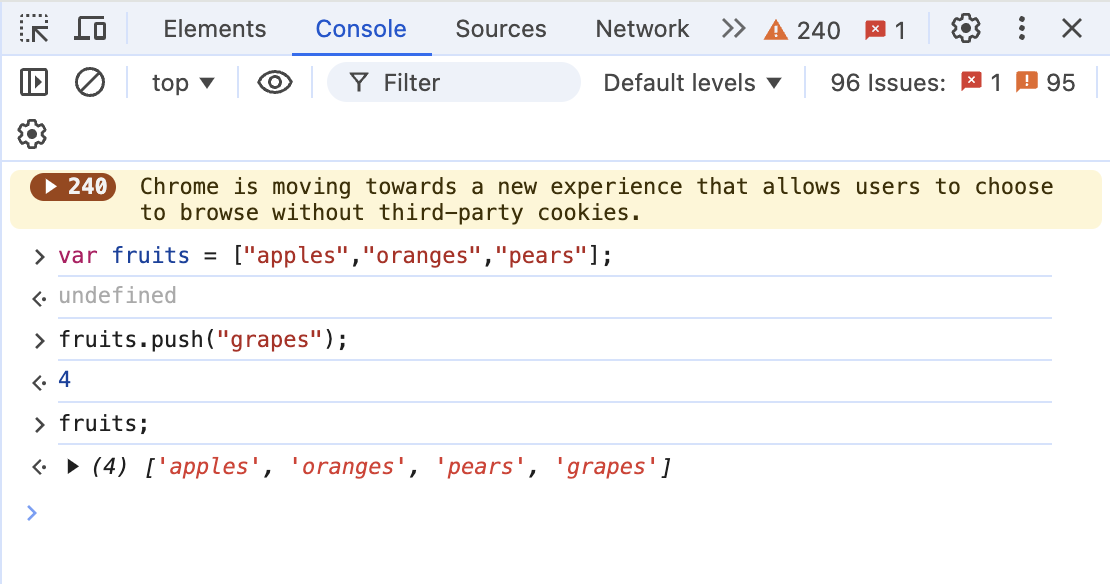 Elements Console Sources Network 240 1
top Filter Default levels 96 Issues: 1 95
240 Chrome is moving towards a new experience that allows users to choose
to browse without third-party cookies.
var fruits = ["apples","oranges","pears"];
undefined
fruits.push("grapes");
4
fruits;
(4) ['apples', 'oranges', 'pears', 'grapes']